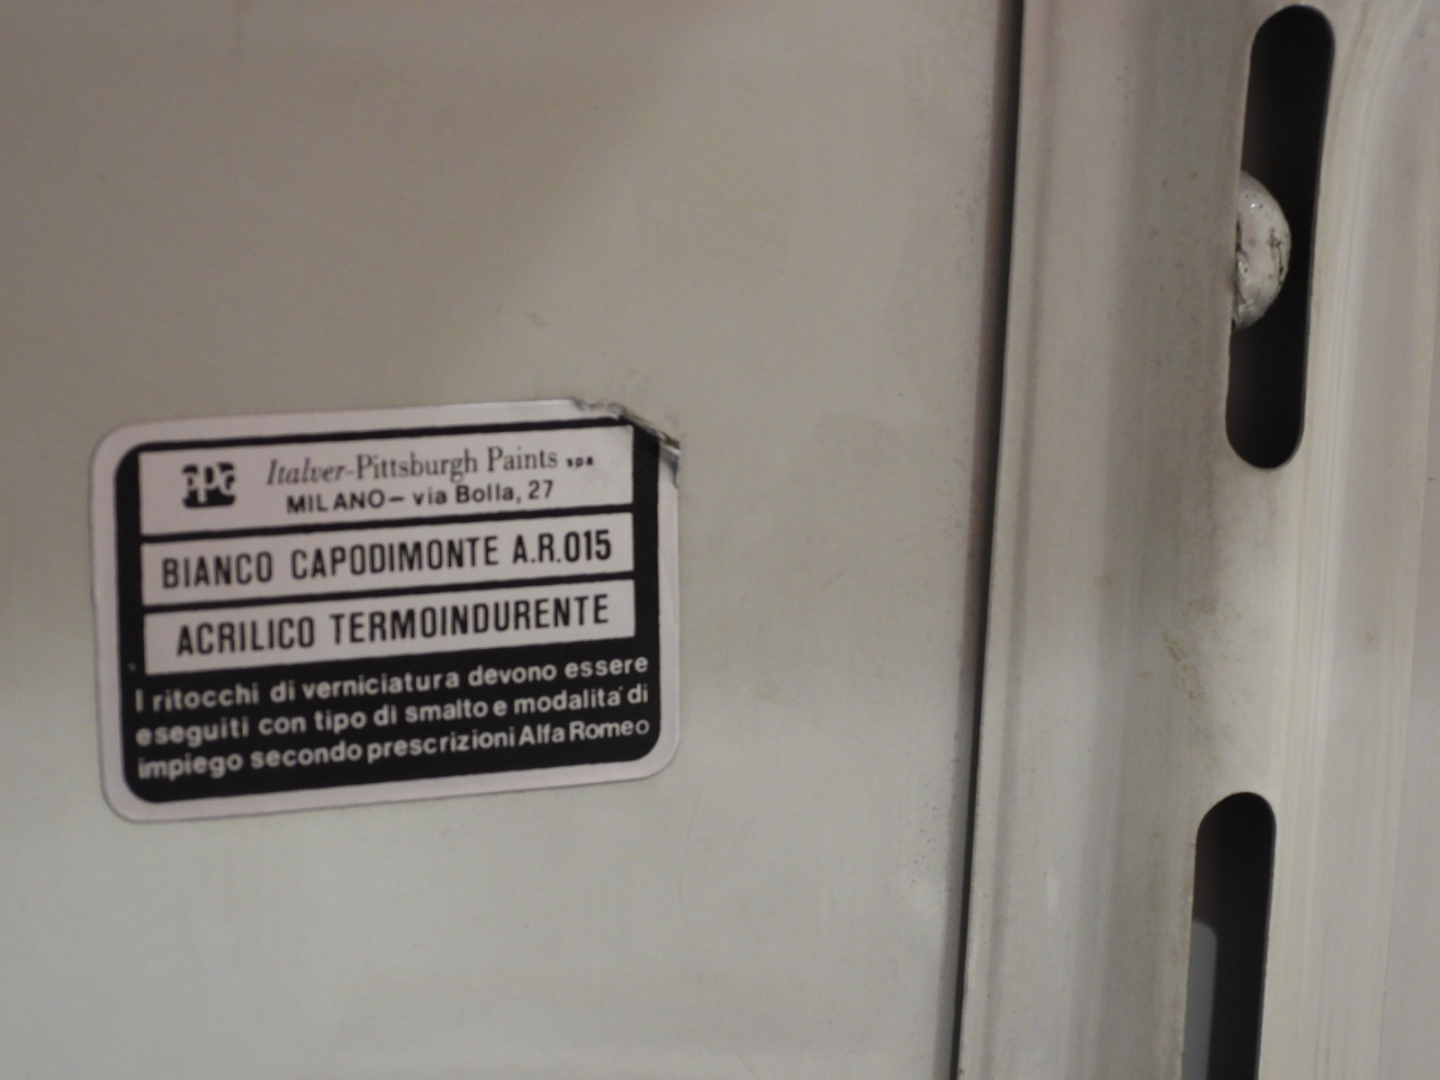 PPG Italver-Pittsburgh Paints spa
MILANO— via Bolla, 27
BIANCO CAPODIMONTE A.R.015
ACRILICO TERMOINDURENTE
I ritocchi di verniciatura devono essere
eseguiti con tipo di smalto e modalità di
impiego secondo prescrizioni Alfa Romeo